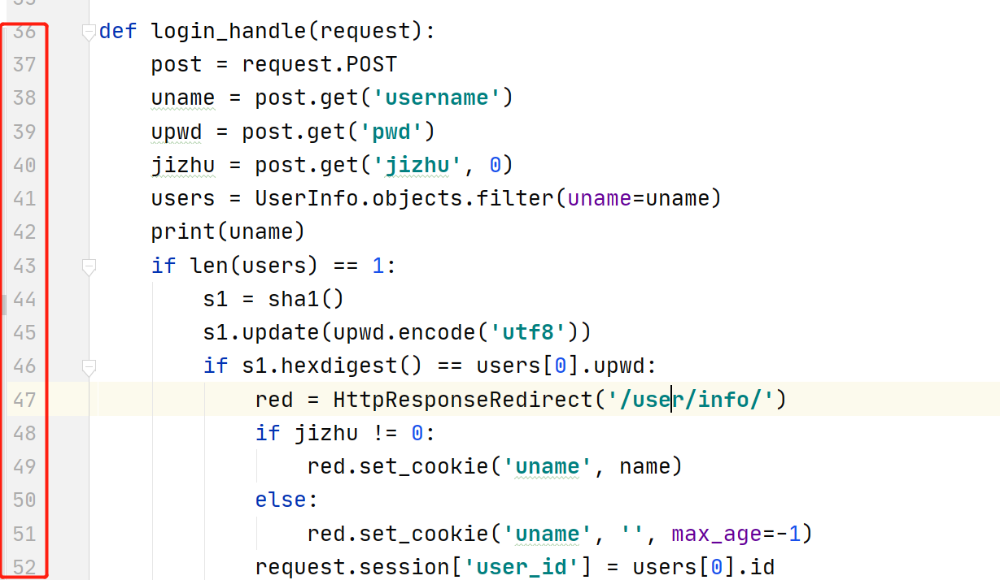 35
36 def login_handle(request):
37     post = request.POST
38     uname = post.get('username')
39     upwd = post.get('pwd')
40     jizhu = post.get('jizhu', 0)
41     users = UserInfo.objects.filter(uname=uname)
42     print(uname)
43     if len(users) == 1:
44         s1 = sha1()
45         s1.update(upwd.encode('utf8'))
46         if s1.hexdigest() == users[0].upwd:
47             red = HttpResponseRedirect('/user/info/')
48             if jizhu != 0:
49                 red.set_cookie('uname', name)
50             else:
51                 red.set_cookie('uname', '', max_age=-1)
52             request.session['user_id'] = users[0].id